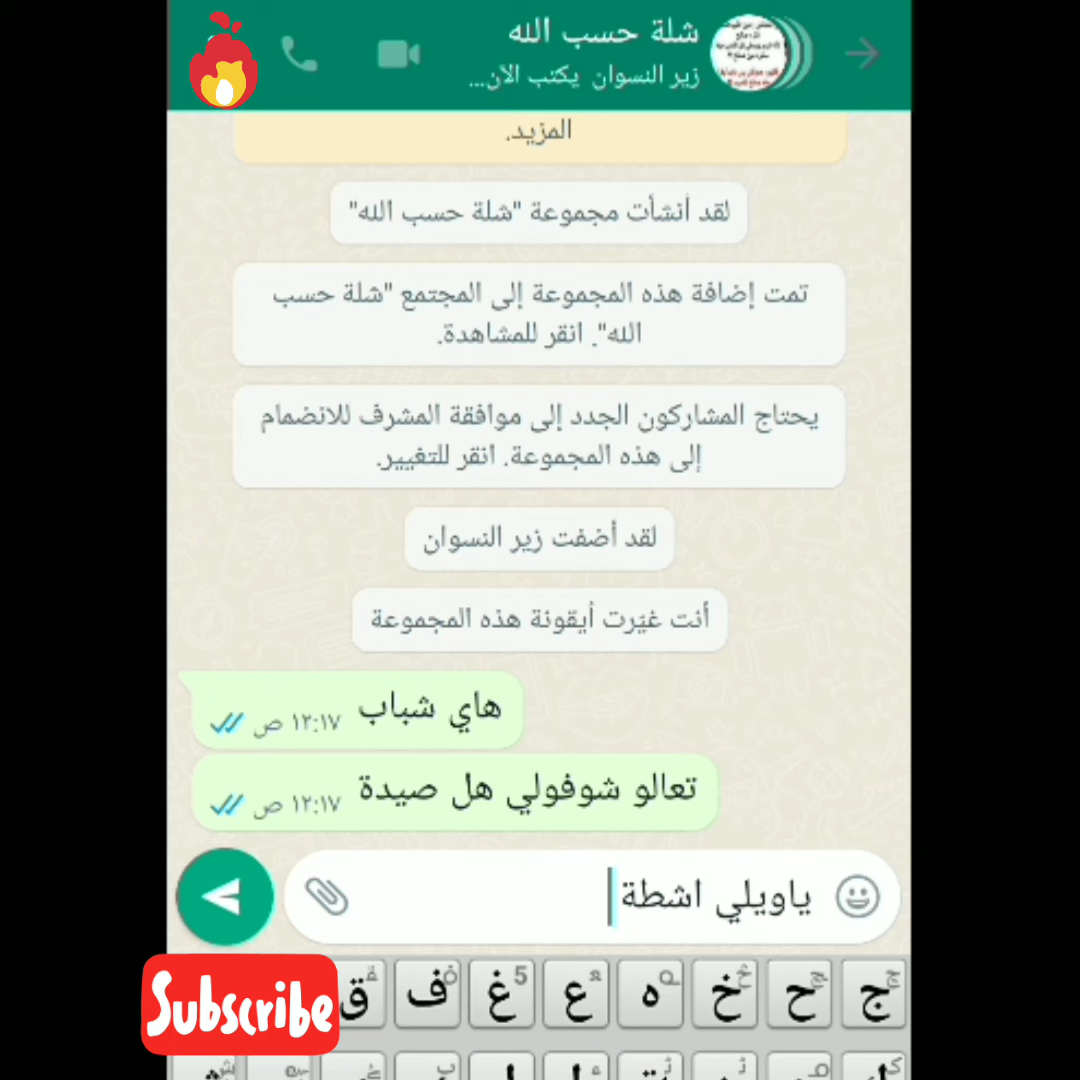 شلة حسب الله
زير النسوان يكتب الآن...
المزيد.
لقد أنشأت مجموعة "شلة حسب الله"
تمت إضافة هذه المجموعة إلى المجتمع "شلة حسب
الله". انقر للمشاهدة.
يحتاج المشاركون الجدد إلى موافقة المشرف للانضمام
إلى هذه المجموعة. انقر للتغيير.
لقد أضفت زير النسوان
أنت غيّرت أيقونة هذه المجموعة
هاي شباب ١٢:١٧ ص
تعالو شوفولي هل صيدة ١٢:١٧ ص
ياويلي اشطة
Subscribe
ج ح خ ه ع غ 5 ف ق